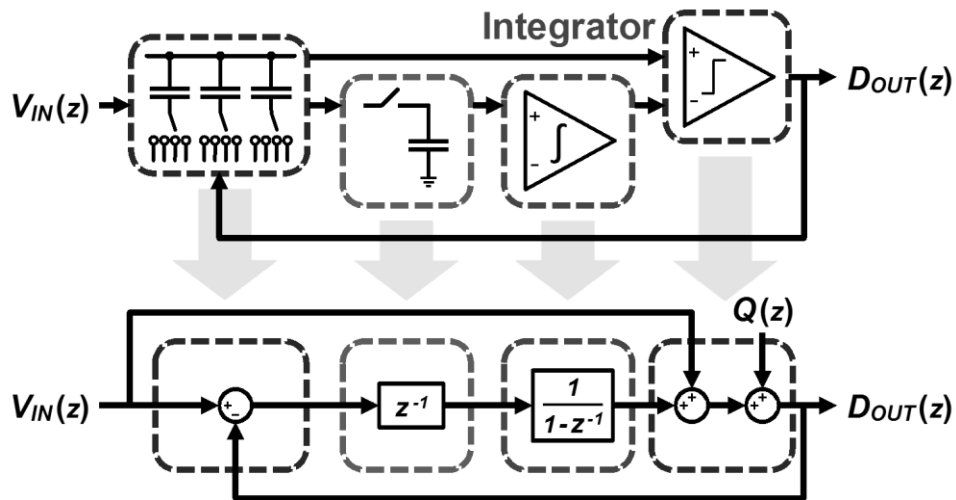 Integrator
V_IN(z)
+
-
∫
+
-
D_OUT(z)
Q(z)
V_IN(z)
+
-
z⁻¹
1
1-z⁻¹
+
+
+
+
D_OUT(z)